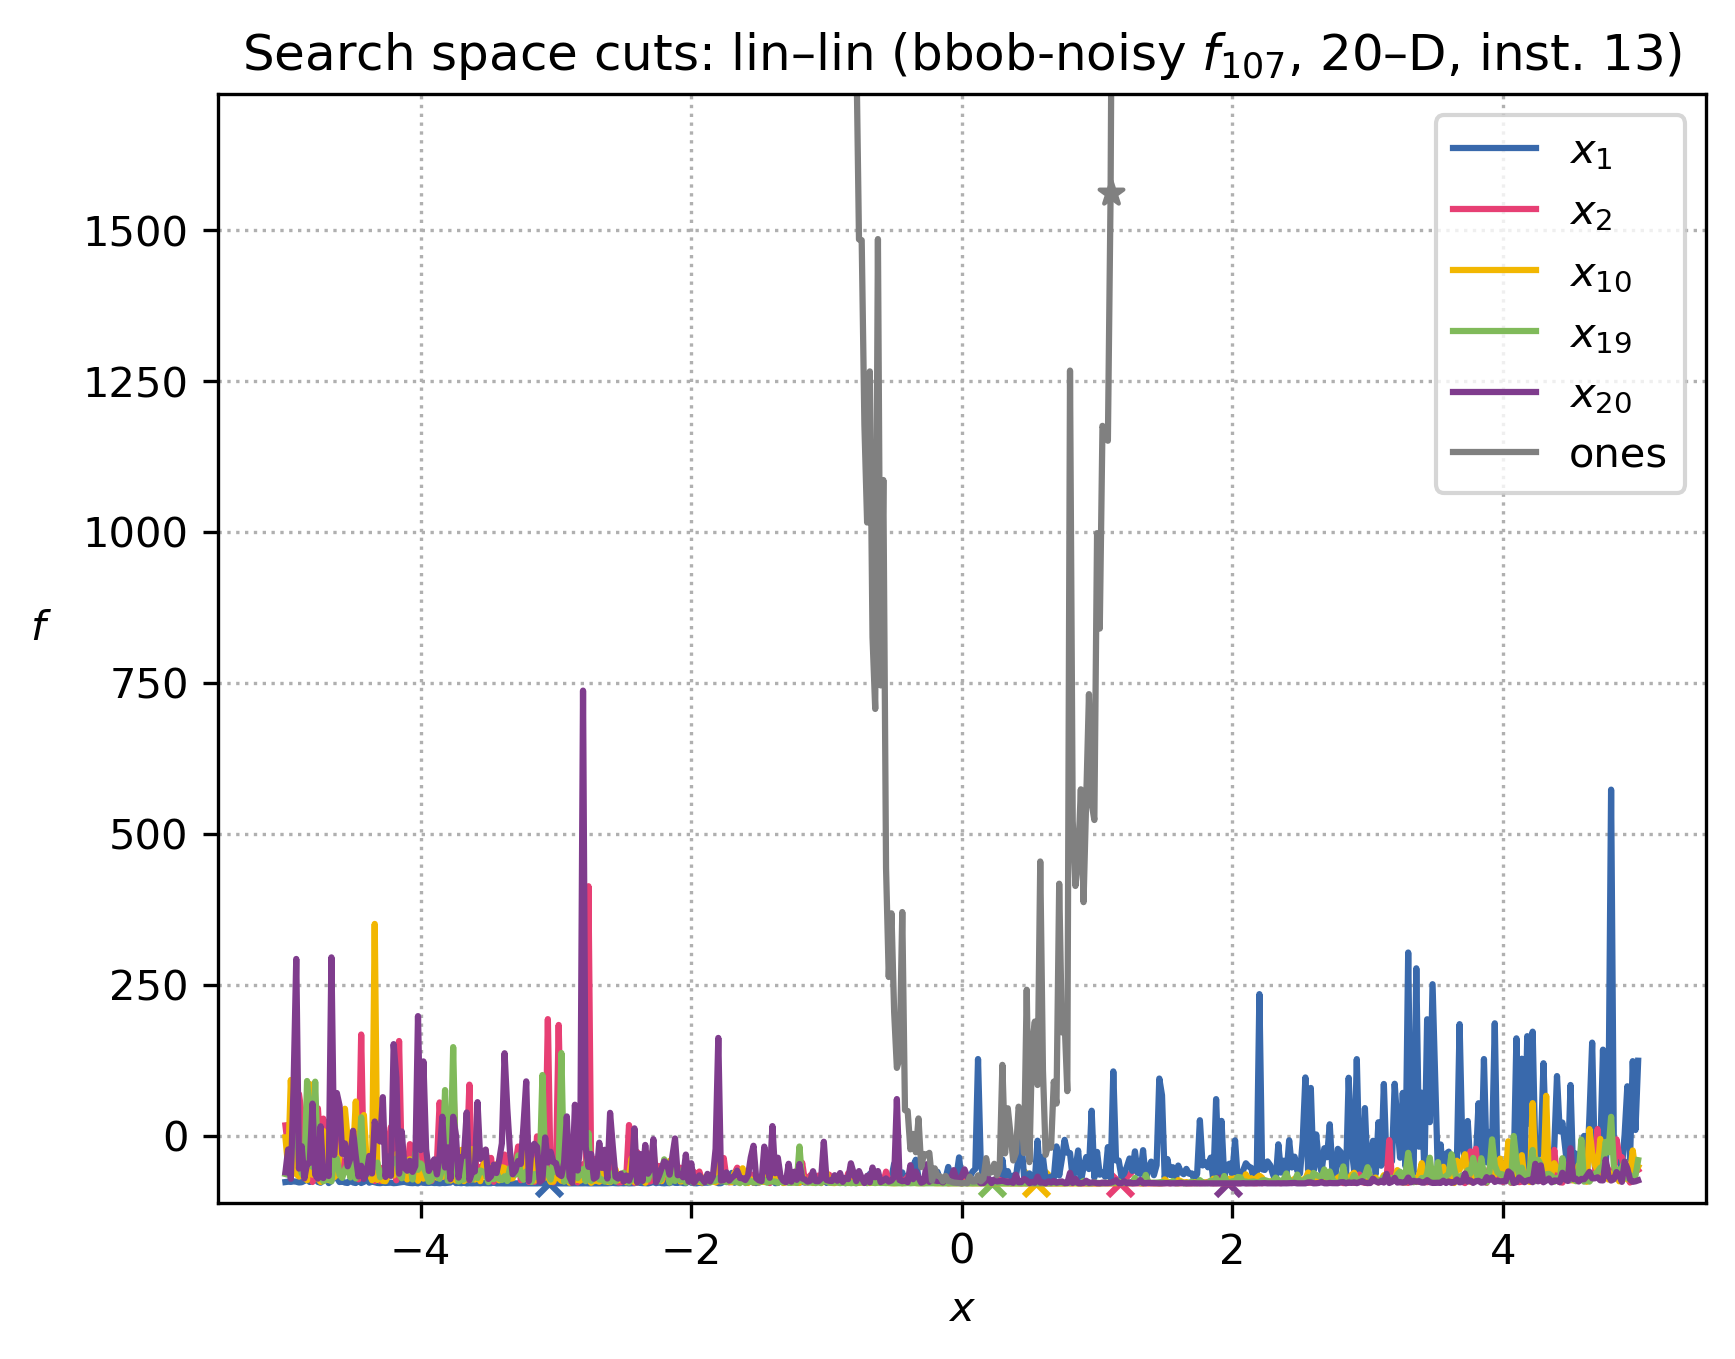 Search space cuts: lin–lin (bbob-noisy f107, 20–D, inst. 13)
x1
x2
x10
x19
x20
ones
1500
1250
1000
750
500
250
0
f
−4 −2 0 2 4
x